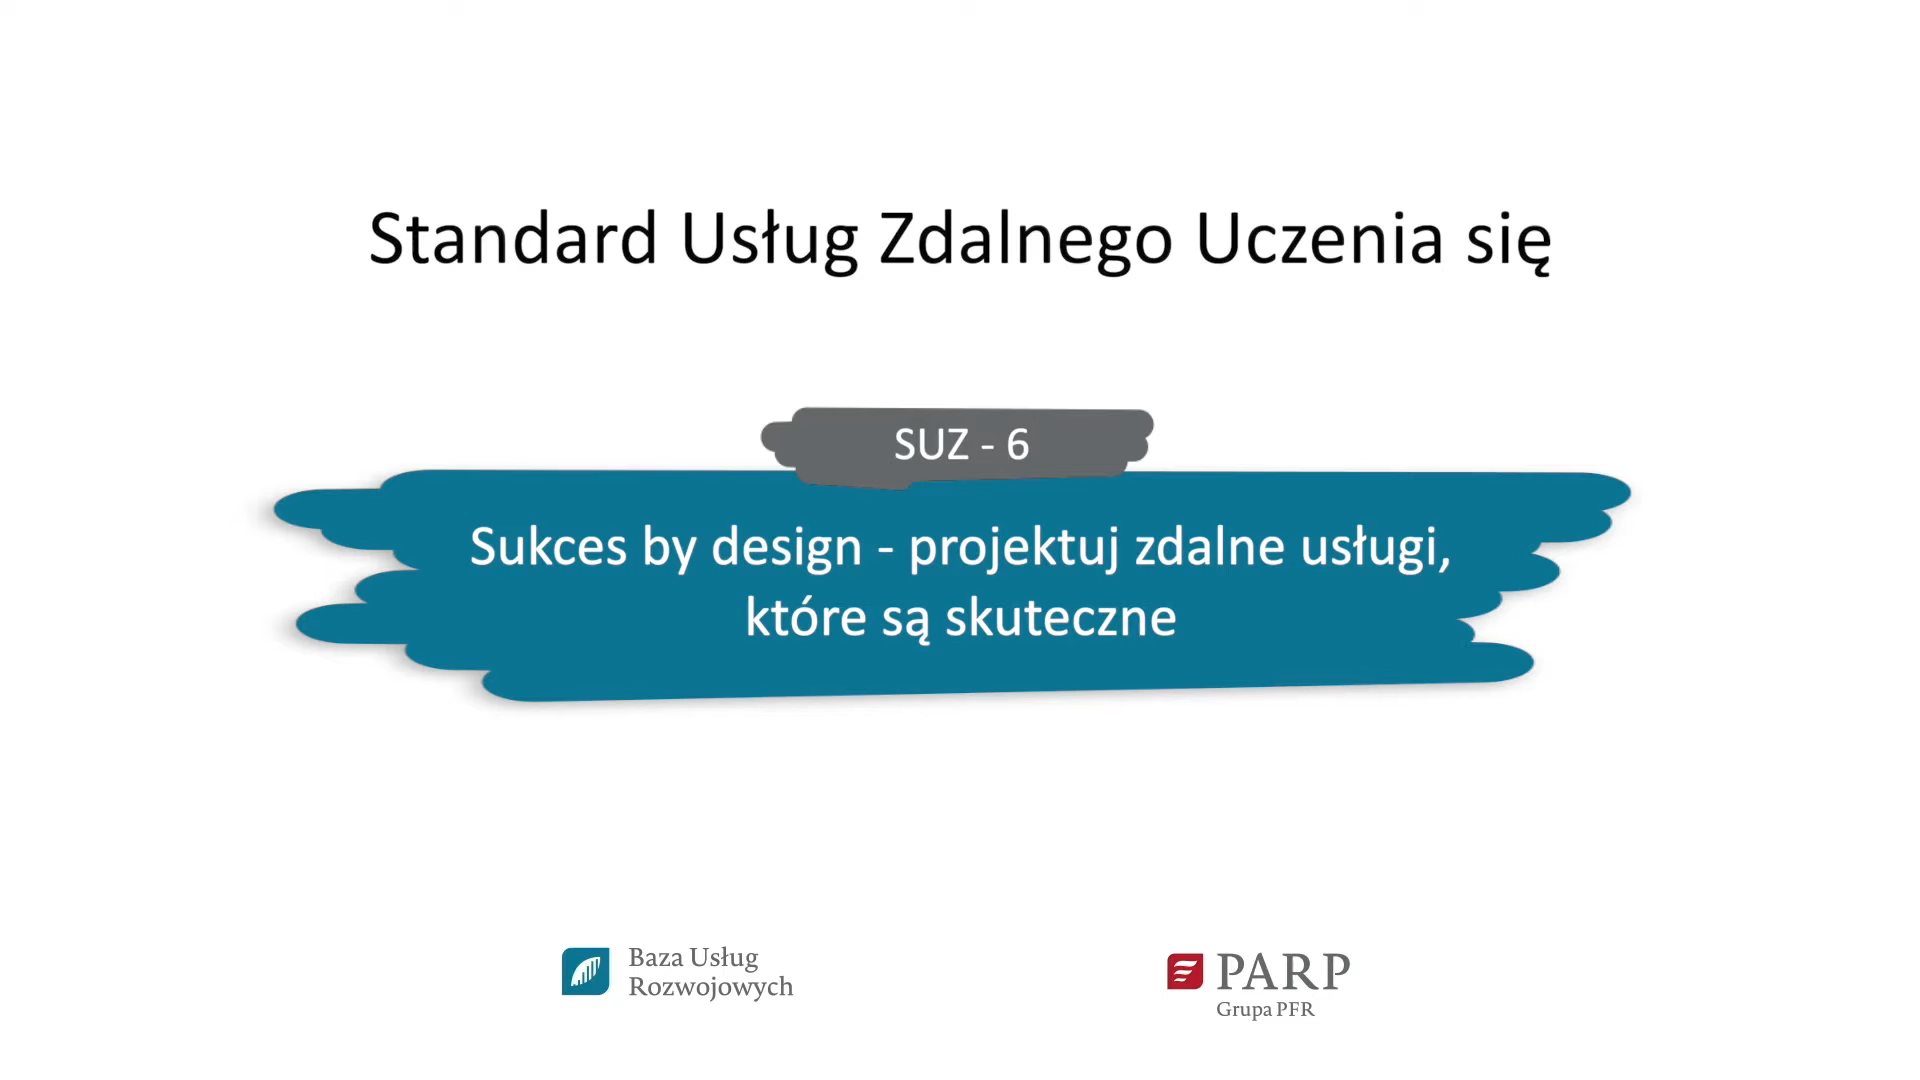 Standard Usług Zdalnego Uczenia się
SUZ - 6
Sukces by design - projektuj zdalne usługi,
które są skuteczne
Baza Usług
Rozwojowych
PARP
Grupa PFR